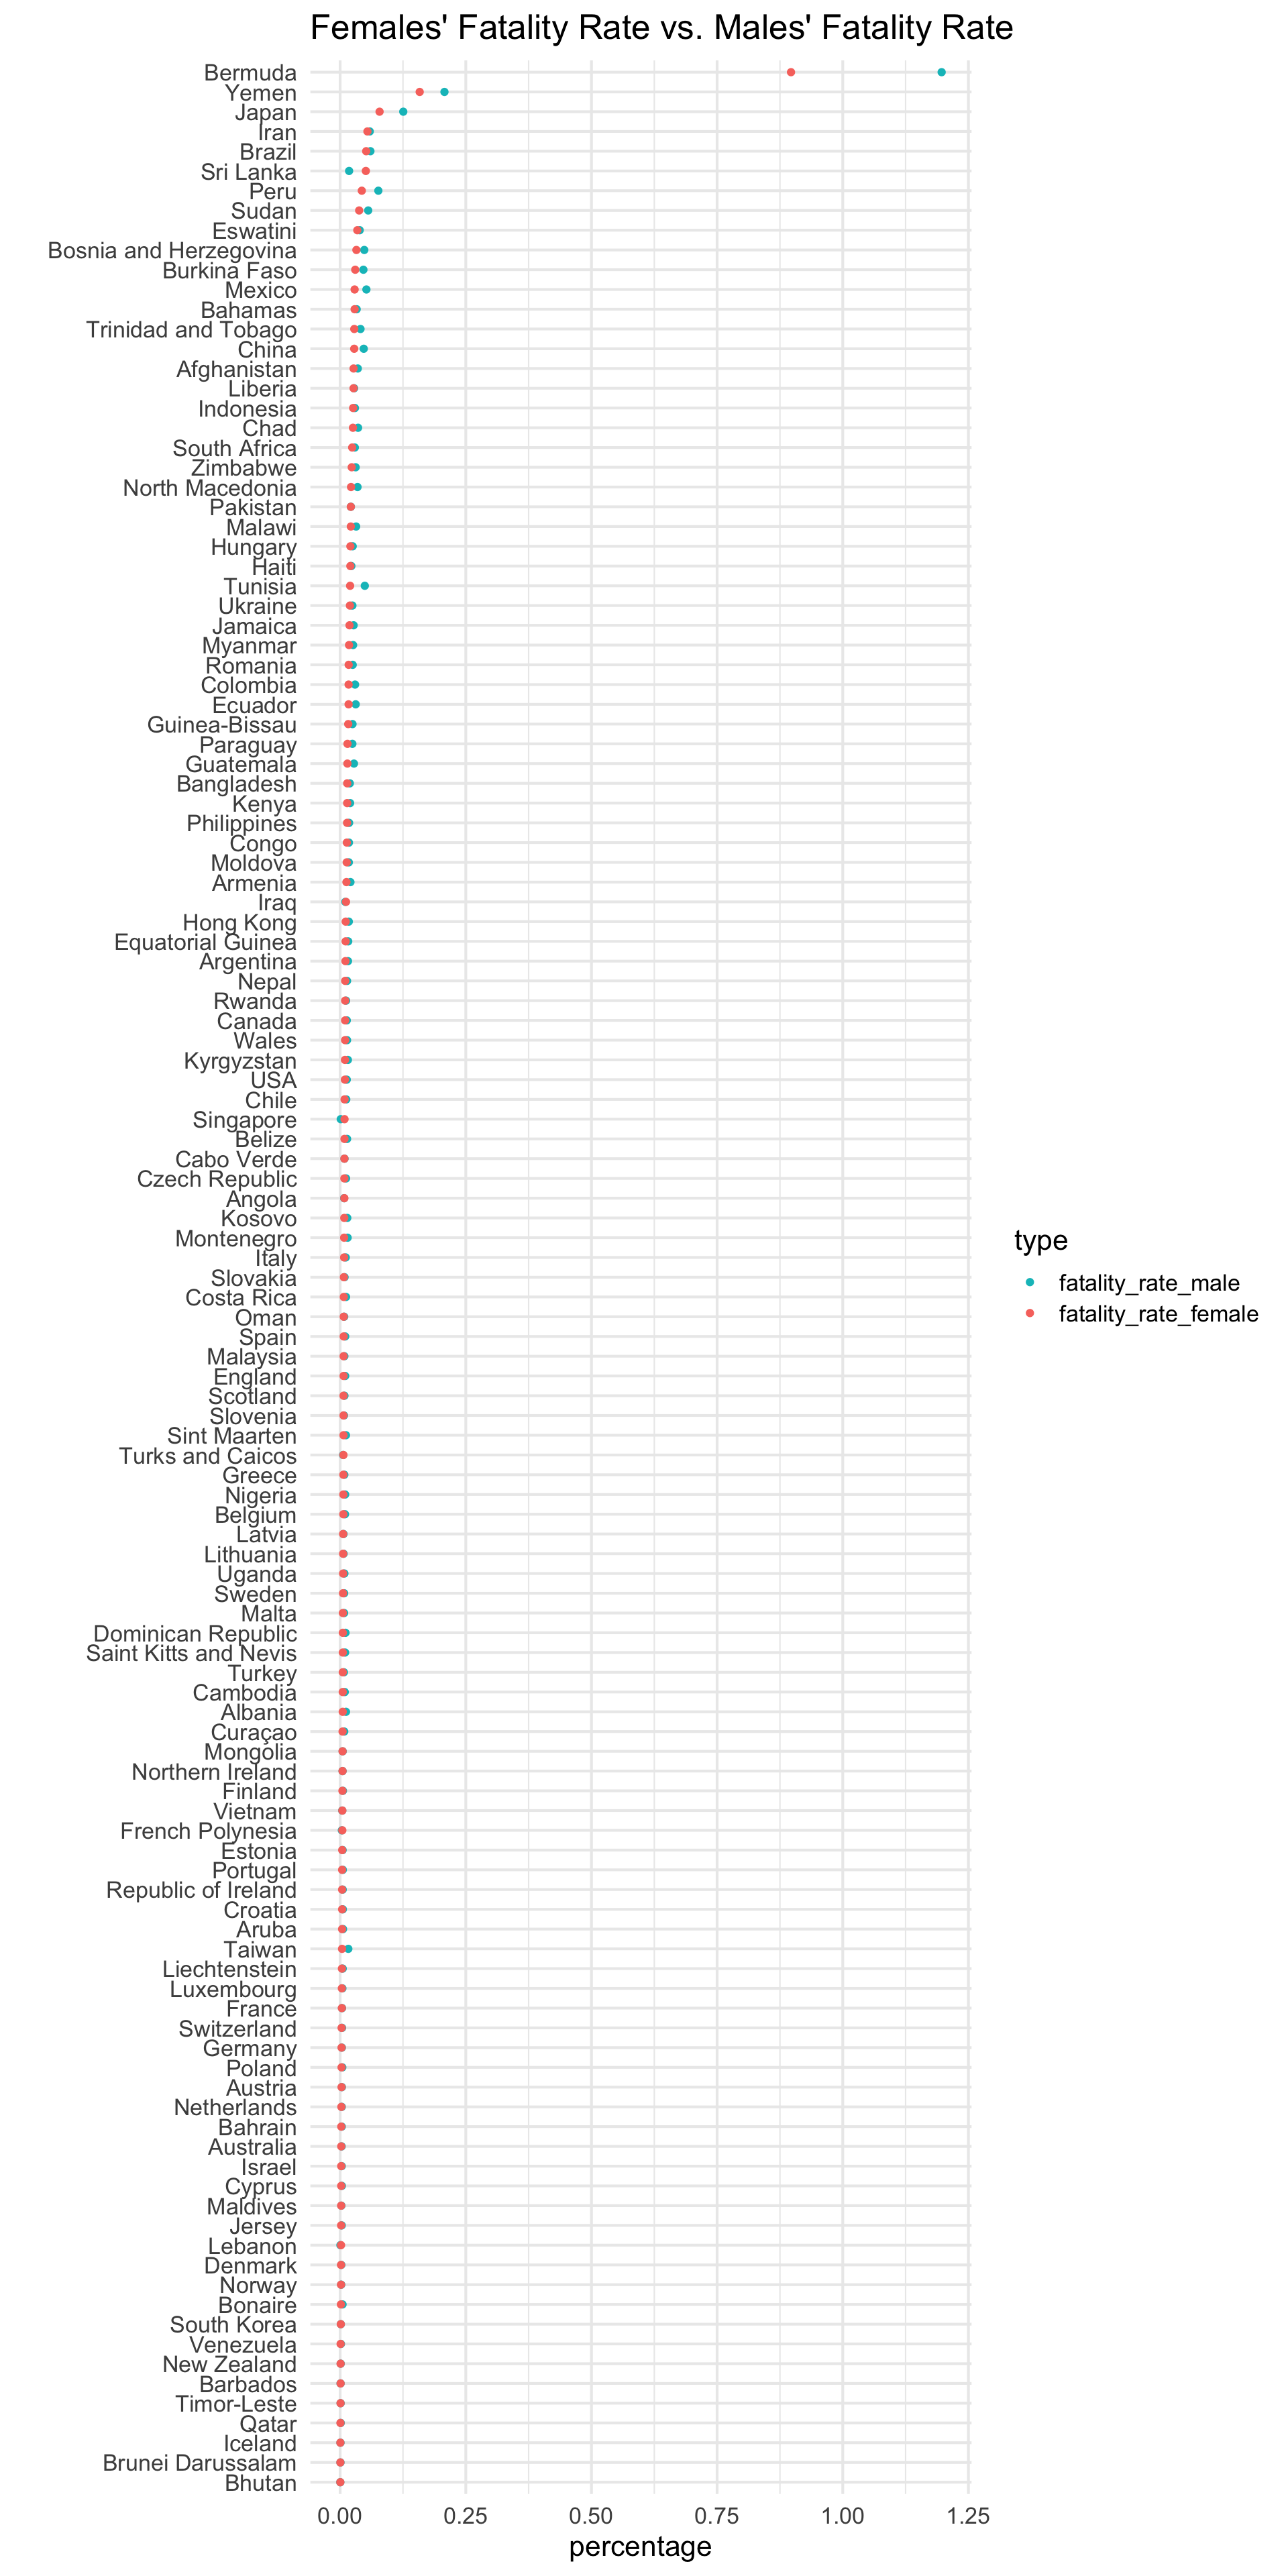 Females' Fatality Rate vs. Males' Fatality Rate
Bermuda
Yemen
Japan
Iran
Brazil
Sri Lanka
Peru
Sudan
Eswatini
Bosnia and Herzegovina
Burkina Faso
Mexico
Bahamas
Trinidad and Tobago
China
Afghanistan
Liberia
Indonesia
Chad
South Africa
Zimbabwe
North Macedonia
Pakistan
Malawi
Hungary
Haiti
Tunisia
Ukraine
Jamaica
Myanmar
Romania
Colombia
Ecuador
Guinea-Bissau
Paraguay
Guatemala
Bangladesh
Kenya
Philippines
Congo
Moldova
Armenia
Iraq
Hong Kong
Equatorial Guinea
Argentina
Nepal
Rwanda
Canada
Wales
Kyrgyzstan
USA
Chile
Singapore
Belize
Cabo Verde
Czech Republic
Angola
Kosovo
Montenegro
Italy
Slovakia
Costa Rica
Oman
Spain
Malaysia
England
Scotland
Slovenia
Sint Maarten
Turks and Caicos
Greece
Nigeria
Belgium
Latvia
Lithuania
Uganda
Sweden
Malta
Dominican Republic
Saint Kitts and Nevis
Turkey
Cambodia
Albania
Curaçao
Mongolia
Northern Ireland
Finland
Vietnam
French Polynesia
Estonia
Portugal
Republic of Ireland
Croatia
Aruba
Taiwan
Liechtenstein
Luxembourg
France
Switzerland
Germany
Poland
Austria
Netherlands
Bahrain
Australia
Israel
Cyprus
Maldives
Jersey
Lebanon
Denmark
Norway
Bonaire
South Korea
Venezuela
New Zealand
Barbados
Timor-Leste
Qatar
Iceland
Brunei Darussalam
Bhutan
0.00 0.25 0.50 0.75 1.00 1.25
percentage
type
fatality_rate_male
fatality_rate_female